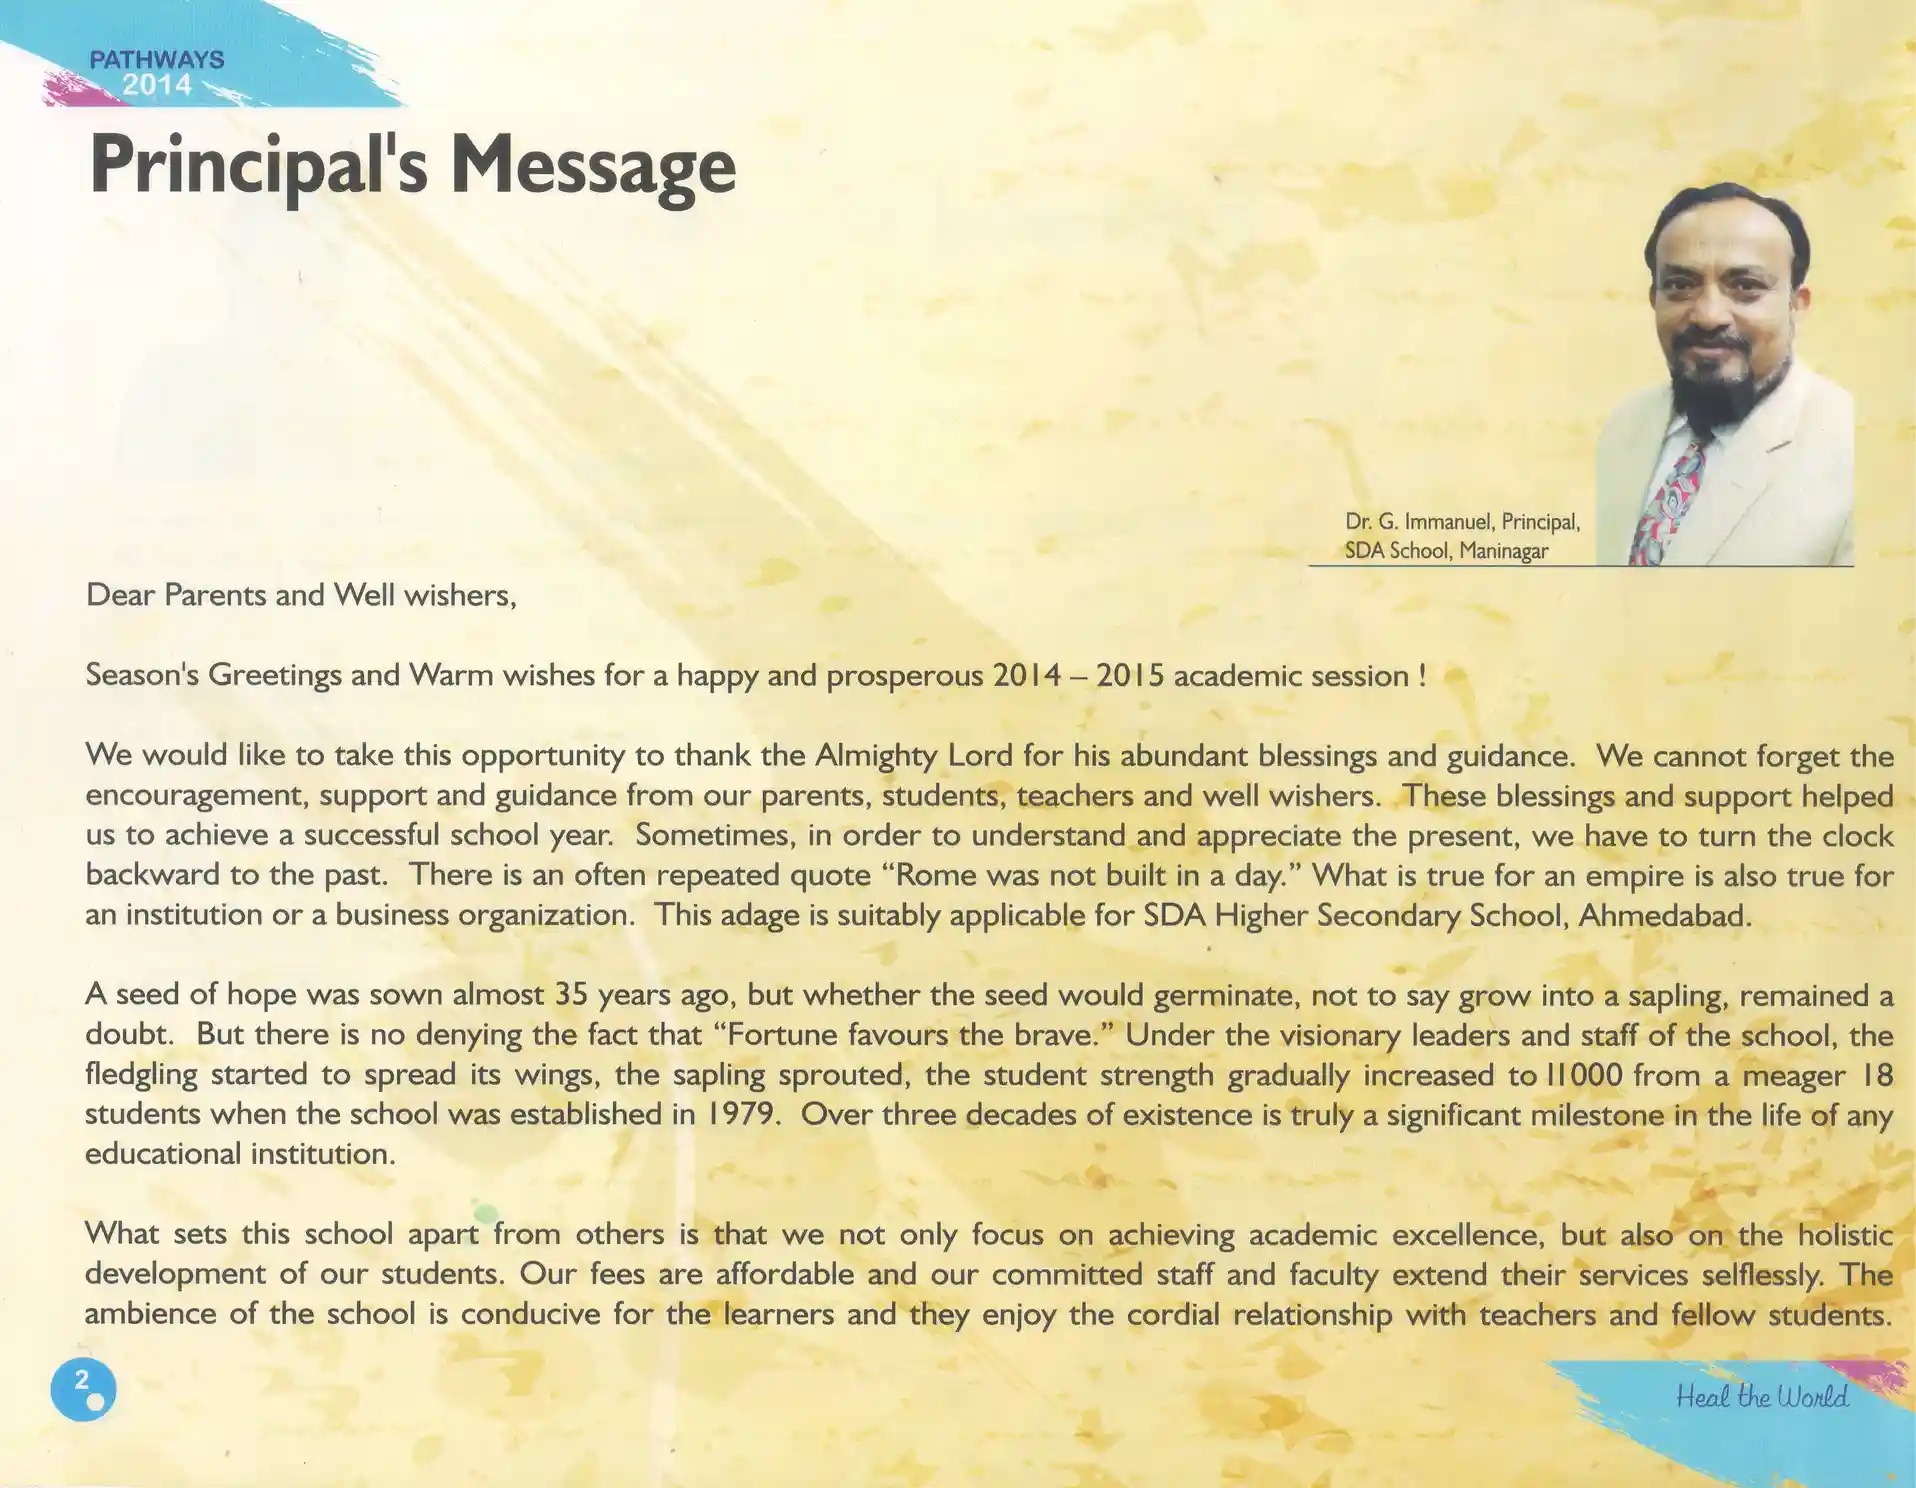 PATHWAYS
2014
Principal's Message
Dr. G. Immanuel, Principal,
SDA School, Maninagar
Dear Parents and Well wishers,
Season's Greetings and Warm wishes for a happy and prosperous 2014 – 2015 academic session !
We would like to take this opportunity to thank the Almighty Lord for his abundant blessings and guidance. We cannot forget the
encouragement, support and guidance from our parents, students, teachers and well wishers. These blessings and support helped
us to achieve a successful school year. Sometimes, in order to understand and appreciate the present, we have to turn the clock
backward to the past. There is an often repeated quote “Rome was not built in a day.” What is true for an empire is also true for
an institution or a business organization. This adage is suitably applicable for SDA Higher Secondary School, Ahmedabad.
A seed of hope was sown almost 35 years ago, but whether the seed would germinate, not to say grow into a sapling, remained a
doubt. But there is no denying the fact that “Fortune favours the brave.” Under the visionary leaders and staff of the school, the
fledgling started to spread its wings, the sapling sprouted, the student strength gradually increased to 11000 from a meager 18
students when the school was established in 1979. Over three decades of existence is truly a significant milestone in the life of any
educational institution.
What sets this school apart from others is that we not only focus on achieving academic excellence, but also on the holistic
development of our students. Our fees are affordable and our committed staff and faculty extend their services selflessly. The
ambience of the school is conducive for the learners and they enjoy the cordial relationship with teachers and fellow students.
2
Heal the World